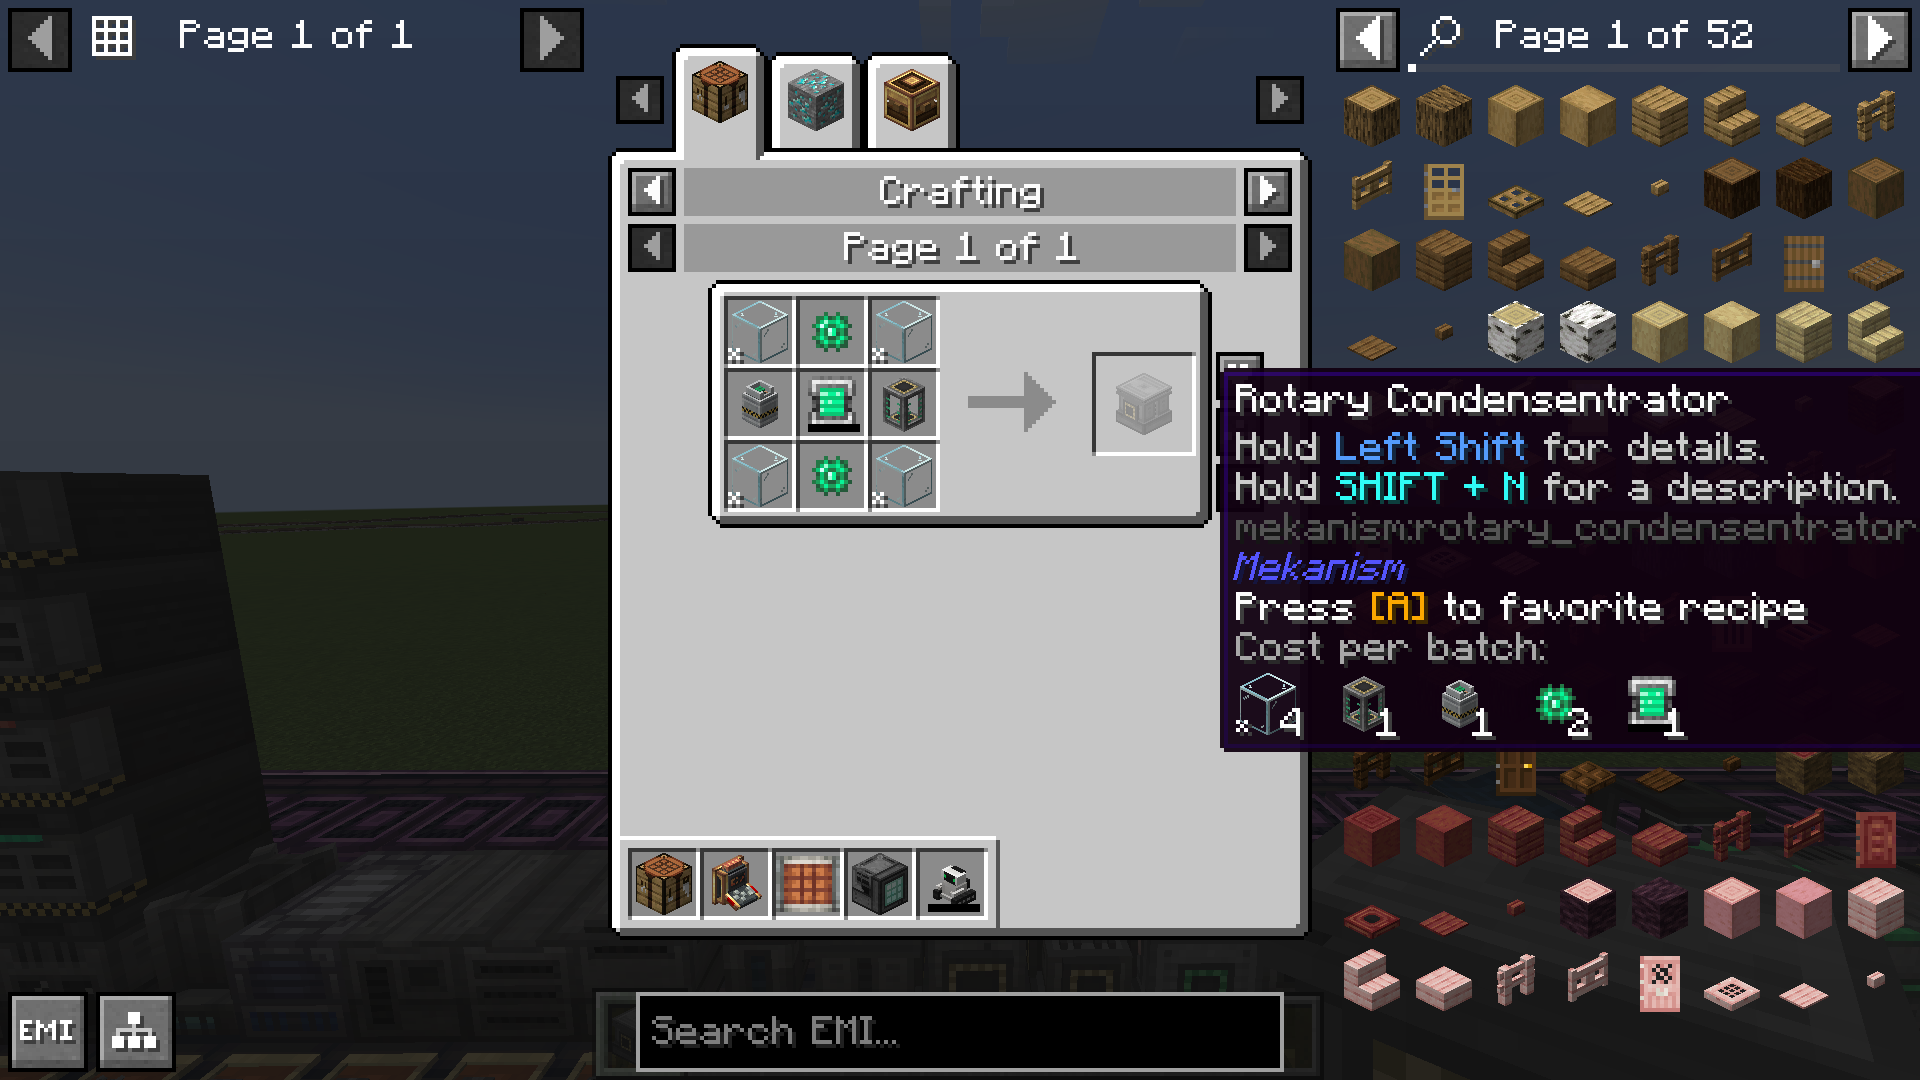 Page 1 of 1
Page 1 of 52
Crafting
Page 1 of 1
Rotary Condensentrator
Hold Left Shift for details.
Hold SHIFT + N for a description.
mekanism:rotary_condensentrator
Mekanism
Press [A] to favorite recipe
Cost per batch:
4 1 1 2 1
EMI
Search EMI...